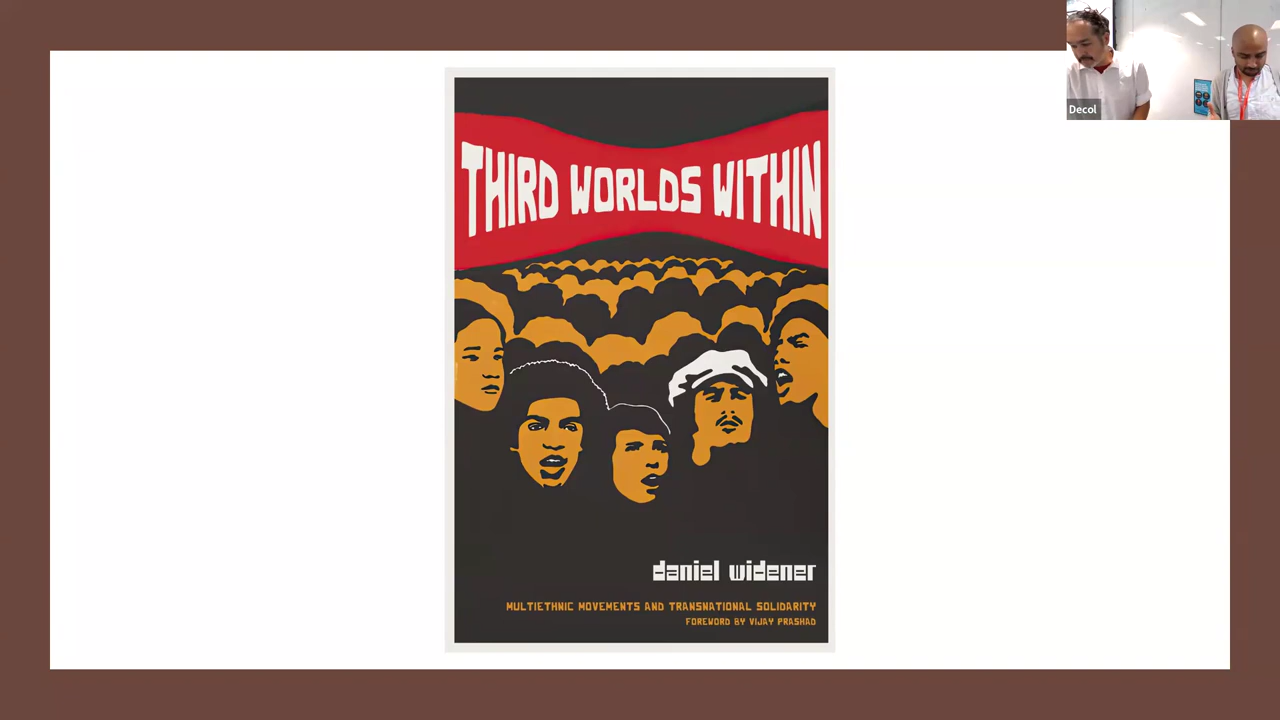 THIRD WORLDS WITHIN
daniel widener
MULTIETHNIC MOVEMENTS AND TRANSNATIONAL SOLIDARITY
FOREWORD BY VIJAY PRASHAD
Decol